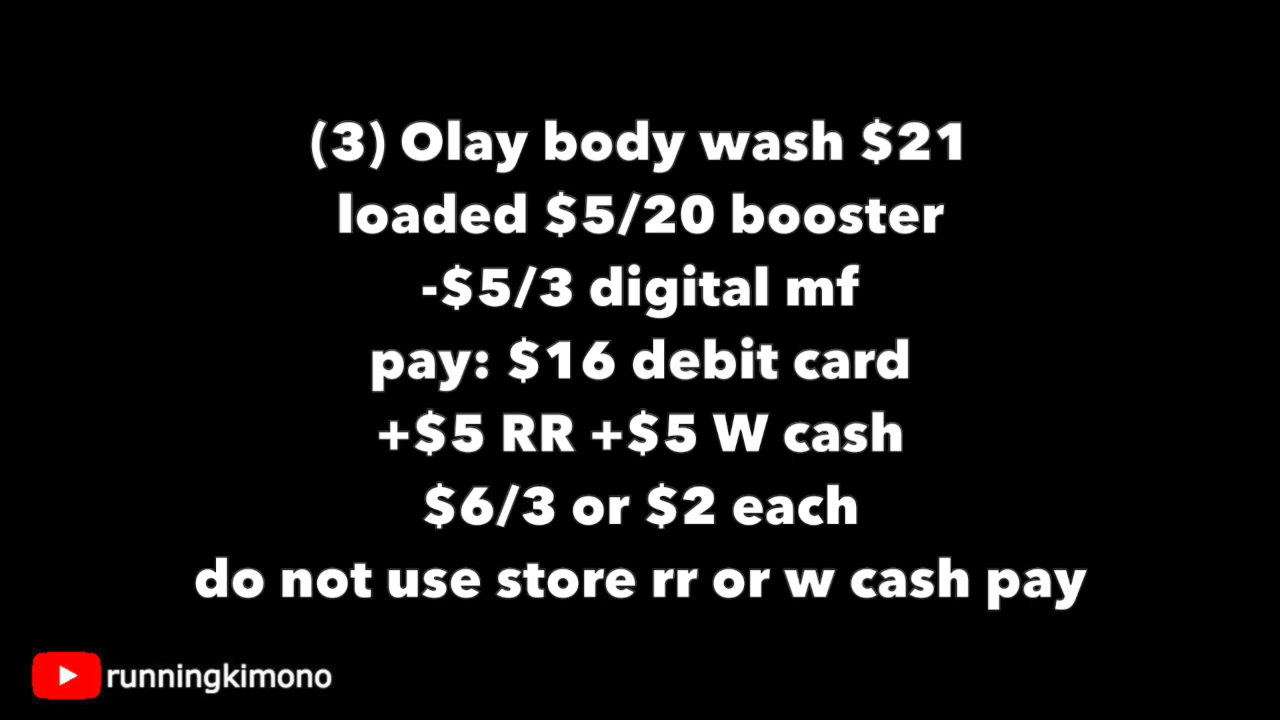 (3) Olay body wash $21
loaded $5/20 booster
-$5/3 digital mf
pay: $16 debit card
+$5 RR +$5 W cash
$6/3 or $2 each
do not use store rr or w cash pay
runningkimono